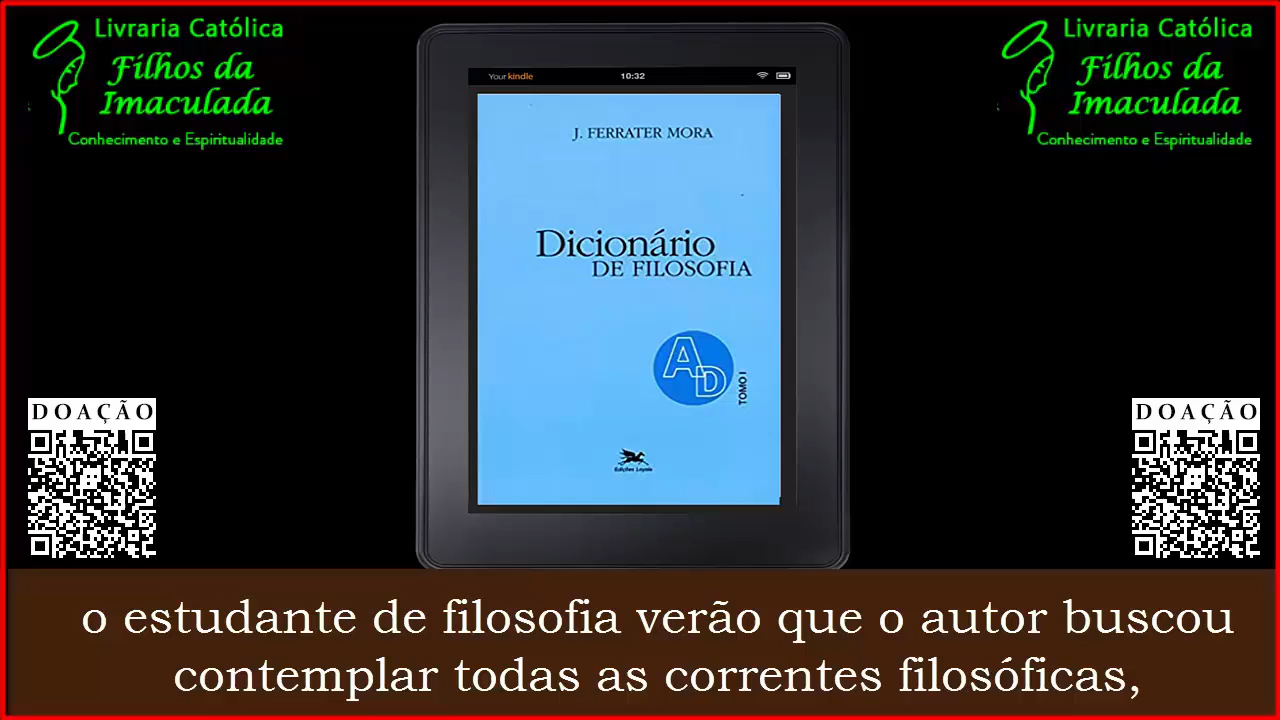 Livraria Católica
Filhos da
Imaculada
Conhecimento e Espiritualidade
Livraria Católica
Filhos da
Imaculada
Conhecimento e Espiritualidade
Your kindle
10:32
J. FERRATER MORA
Dicionário
DE FILOSOFIA
A
D
TOMO I
Edições Loyola
DOAÇÃO
DOAÇÃO
o estudante de filosofia verão que o autor buscou
contemplar todas as correntes filosóficas,